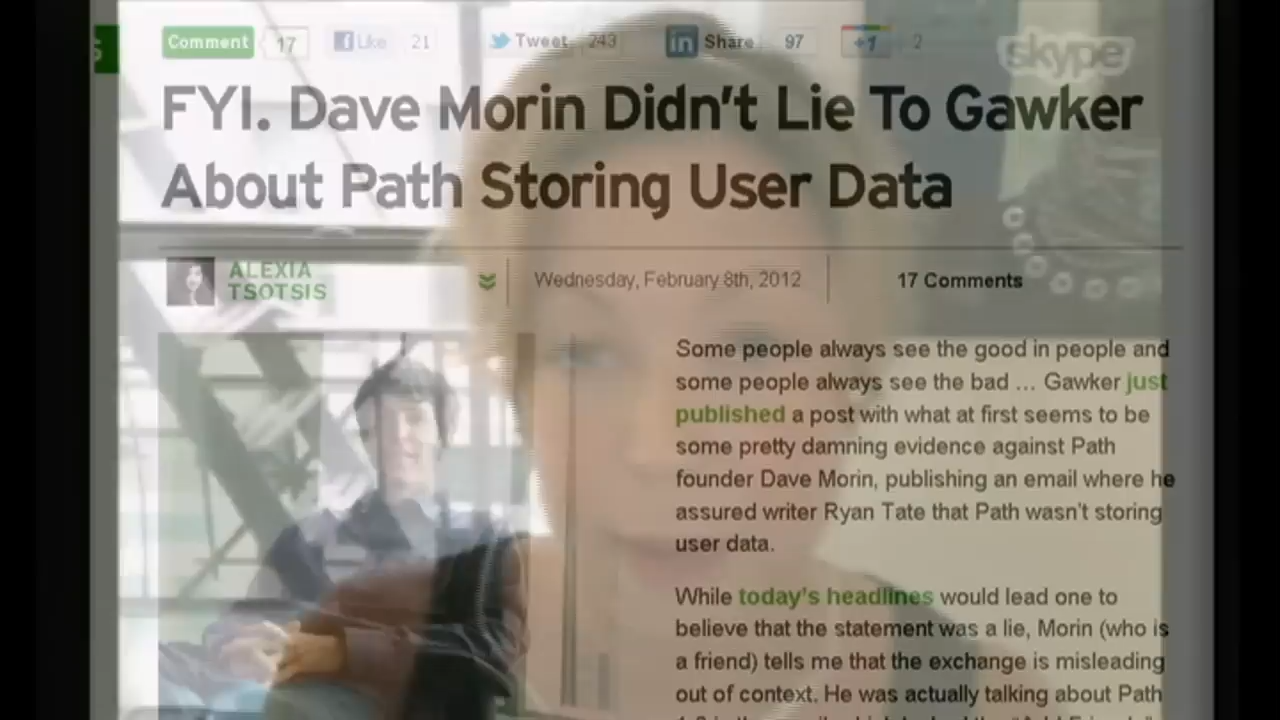 Comment 17 Like 21 Tweet 243 in Share 97 +1 2
skype
FYI. Dave Morin Didn't Lie To Gawker
About Path Storing User Data
ALEXIA
TSOTSIS
Wednesday, February 8th, 2012
17 Comments
Some people always see the good in people and
some people always see the bad ... Gawker just
published a post with what at first seems to be
some pretty damning evidence against Path
founder Dave Morin, publishing an email where he
assured writer Ryan Tate that Path wasn't storing
user data.
While today's headlines would lead one to
believe that the statement was a lie, Morin (who is
a friend) tells me that the exchange is misleading
out of context. He was actually talking about Path